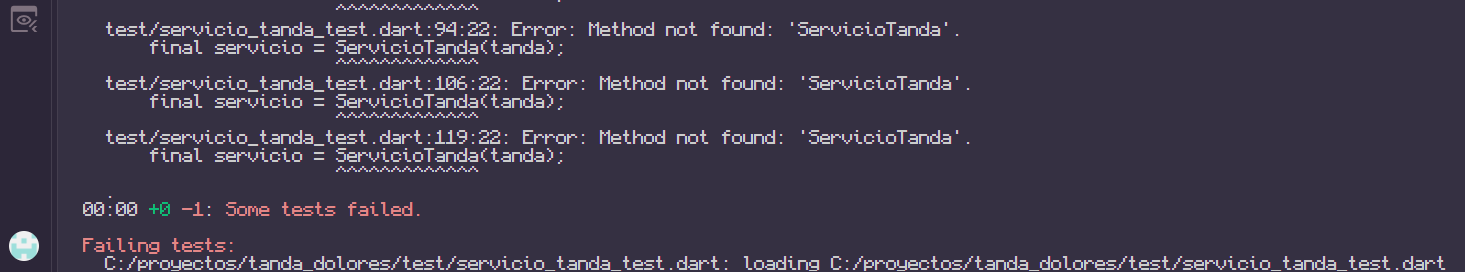 ^^^^^^^^^^^^^
test/servicio_tanda_test.dart:94:22: Error: Method not found: 'ServicioTanda'.
final servicio = ServicioTanda(tanda);
^^^^^^^^^^^^^
test/servicio_tanda_test.dart:106:22: Error: Method not found: 'ServicioTanda'.
final servicio = ServicioTanda(tanda);
^^^^^^^^^^^^^
test/servicio_tanda_test.dart:119:22: Error: Method not found: 'ServicioTanda'.
final servicio = ServicioTanda(tanda);
^^^^^^^^^^^^^
.
00:00 +0 -1: Some tests failed.
Failing tests:
C:/proyectos/tanda_dolores/test/servicio_tanda_test.dart: loading C:/proyectos/tanda_dolores/test/servicio_tanda_test.dart